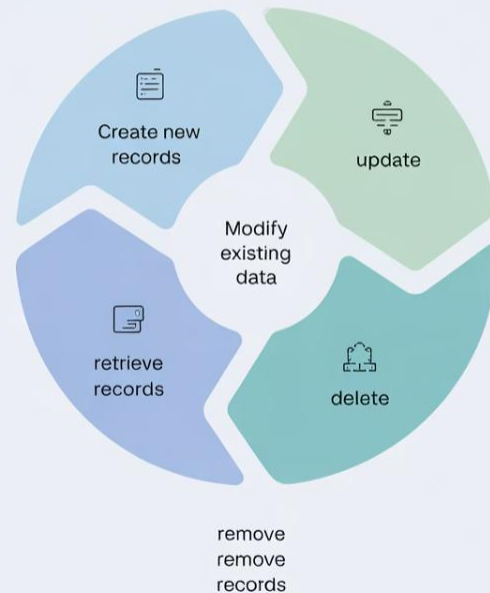 Create new
records
update
Modify
existing
data
retrieve
records
delete
remove
remove
records